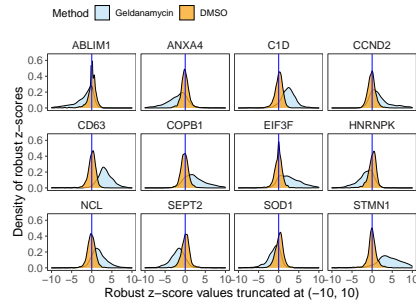 Method Geldanamycin DMSO
ABLIM1 ANXA4 C1D CCND2
0.6
0.4
0.2
0.0
CD63 COPB1 EIF3F HNRNPK
0.6
0.4
0.2
0.0
NCL SEPT2 SOD1 STMN1
0.6
0.4
0.2
0.0
−10 −5 0 5 10 −10 −5 0 5 10 −10 −5 0 5 10 −10 −5 0 5 10
Density of robust z-scores
Robust z-score values truncated at (−10, 10)